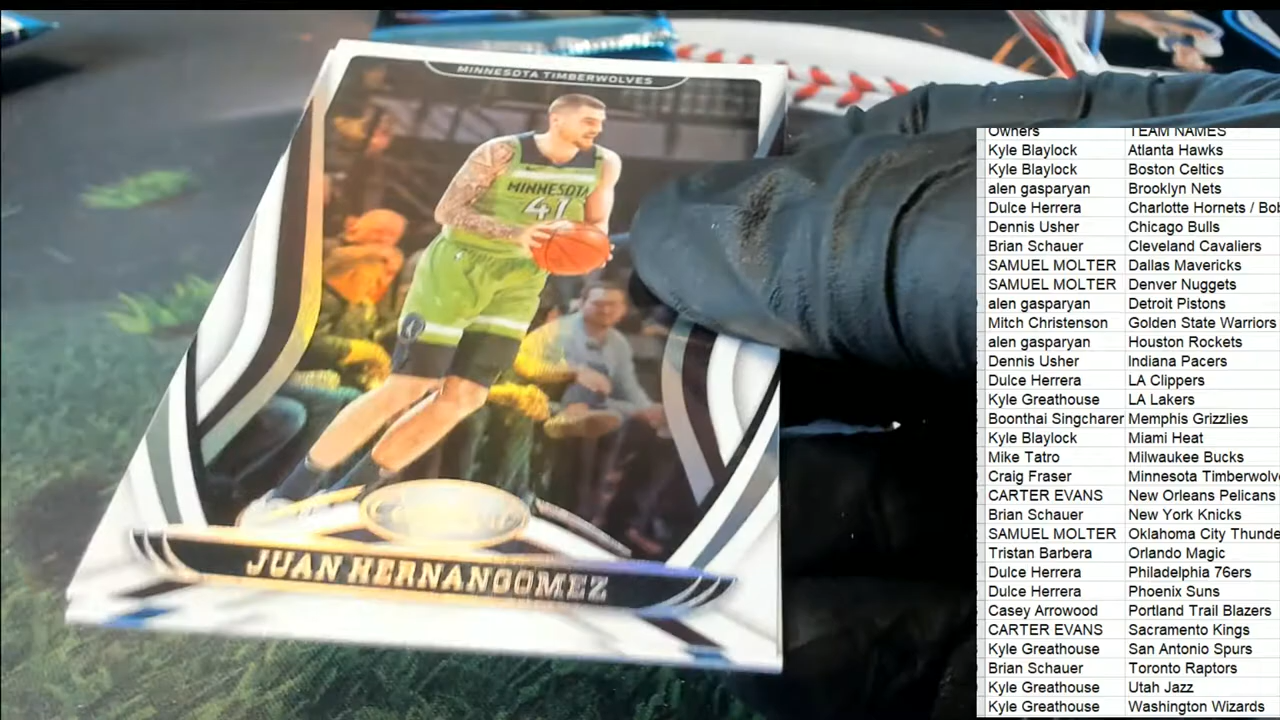 MINNESOTA TIMBERWOLVES
MINNESOTA
41
JUAN HERNANGOMEZ
Owners TEAM NAMES
Kyle Blaylock Atlanta Hawks
Kyle Blaylock Boston Celtics
alen gasparyan Brooklyn Nets
Dulce Herrera Charlotte Hornets / Bob
Dennis Usher Chicago Bulls
Brian Schauer Cleveland Cavaliers
SAMUEL MOLTER Dallas Mavericks
SAMUEL MOLTER Denver Nuggets
alen gasparyan Detroit Pistons
Mitch Christenson Golden State Warriors
alen gasparyan Houston Rockets
Dennis Usher Indiana Pacers
Dulce Herrera LA Clippers
Kyle Greathouse LA Lakers
Boonthai Singcharer Memphis Grizzlies
Kyle Blaylock Miami Heat
Mike Tatro Milwaukee Bucks
Craig Fraser Minnesota Timberwolve
CARTER EVANS New Orleans Pelicans
Brian Schauer New York Knicks
SAMUEL MOLTER Oklahoma City Thunde
Tristan Barbera Orlando Magic
Dulce Herrera Philadelphia 76ers
Dulce Herrera Phoenix Suns
Casey Arrowood Portland Trail Blazers
CARTER EVANS Sacramento Kings
Kyle Greathouse San Antonio Spurs
Brian Schauer Toronto Raptors
Kyle Greathouse Utah Jazz
Kyle Greathouse Washington Wizards